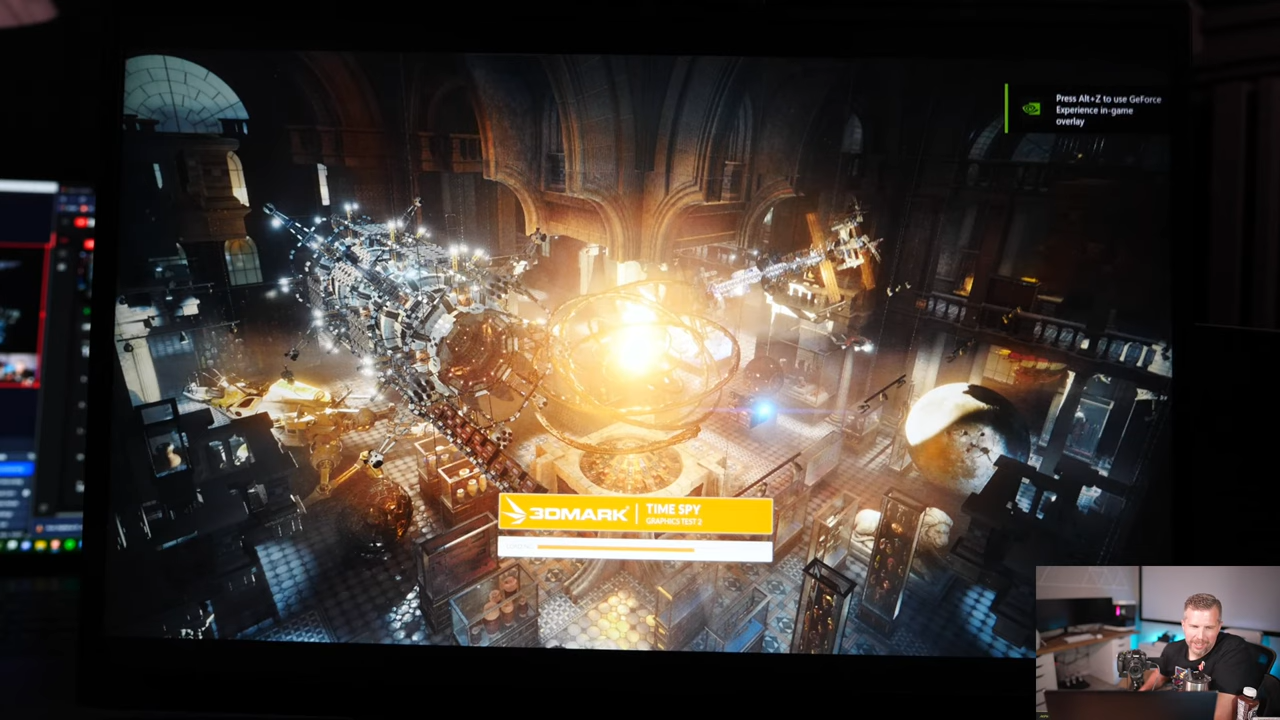 Press Alt+Z to use GeForce
Experience in-game
overlay
3DMARK
TIME SPY
GRAPHICS TEST 2